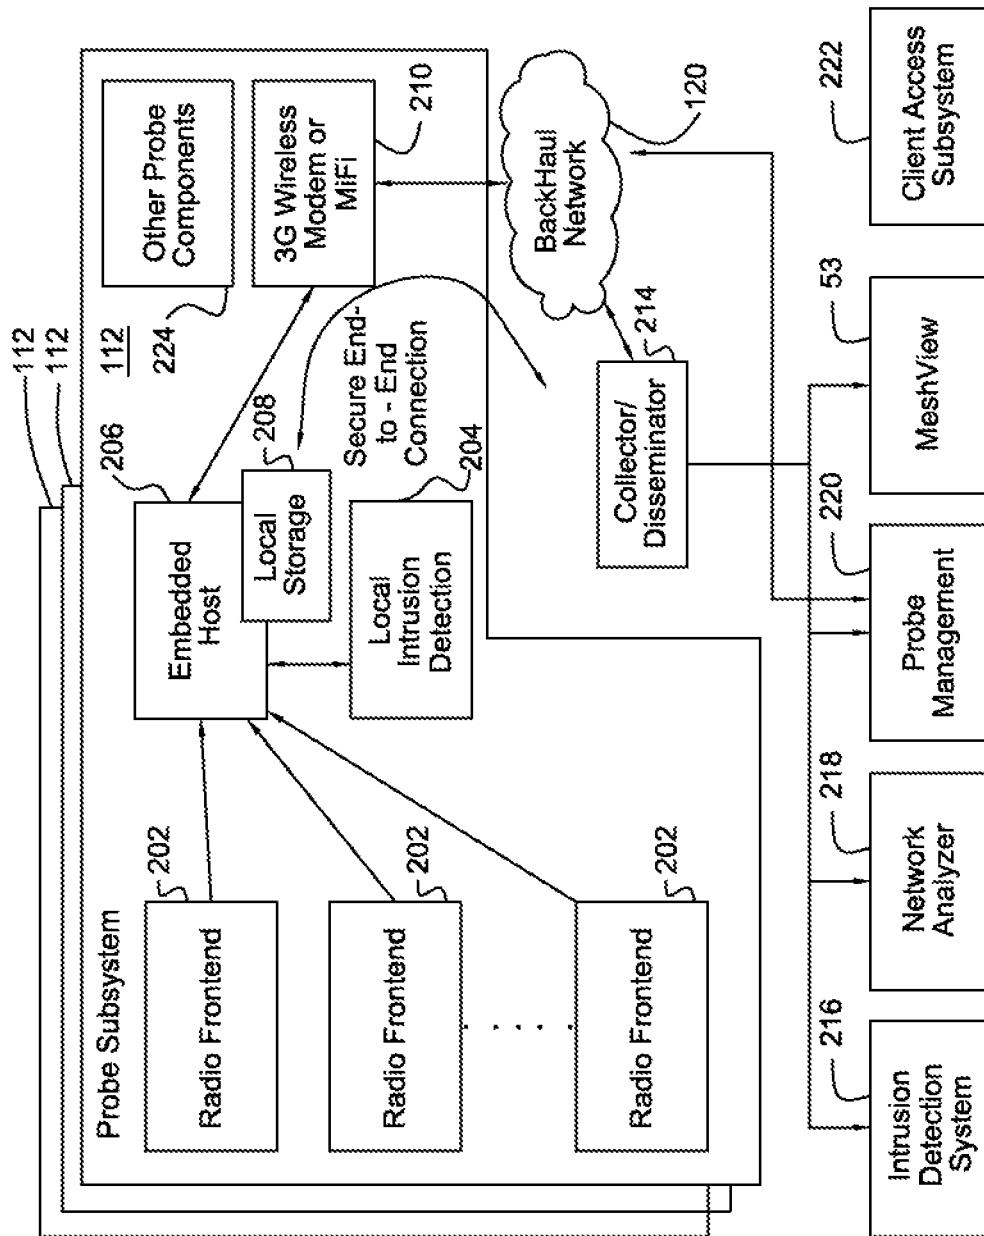 112
112
Probe Subsystem
112
Radio Frontend
202
Radio Frontend
202
. . . . .
Radio Frontend
202
Embedded
Host
206
Local
Storage
208
Local
Intrusion
Detection
204
Secure End-
to - End
Connection
Other Probe
Components
224
3G Wireless
Modem or
MiFi
210
BackHaul
Network
120
Collector/
Disseminator
214
Intrusion
Detection
System
216
Network
Analyzer
218
Probe
Management
220
MeshView
53
Client Access
Subsystem
222